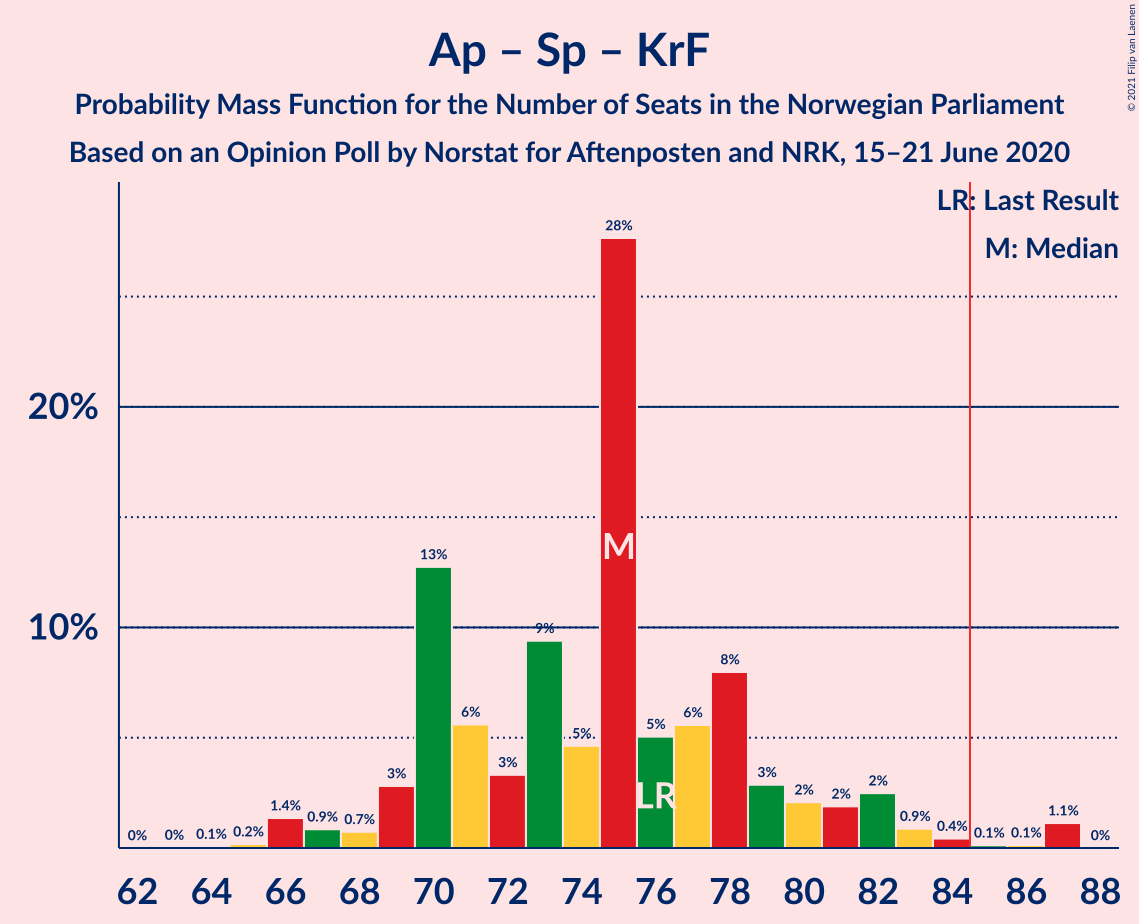 Ap – Sp – KrF
Probability Mass Function for the Number of Seats in the Norwegian Parliament
Based on an Opinion Poll by Norstat for Aftenposten and NRK, 15–21 June 2020
© 2021 Filip van Laenen
LR: Last Result
M: Median
20%
10%
0% 0% 0.1% 0.2% 1.4% 0.9% 0.7% 3% 13% 6% 3% 9% 5% 28% 5% 6% 8% 3% 2% 2% 2% 0.9% 0.4% 0.1% 0.1% 1.1% 0%
M
LR
62 64 66 68 70 72 74 76 78 80 82 84 86 88